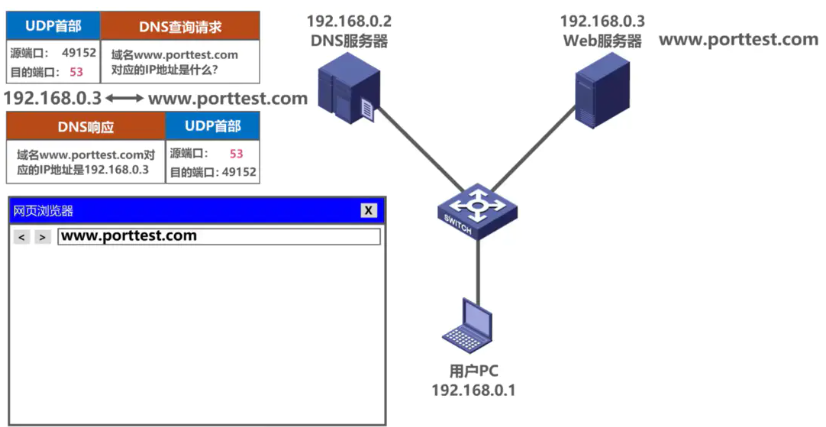 UDP首部 DNS查询请求
源端口: 49152
目的端口: 53
域名www.porttest.com
对应的IP地址是什么?
192.168.0.3 www.porttest.com
DNS响应 UDP首部
域名www.porttest.com对
应的IP地址是192.168.0.3
源端口: 53
目的端口: 49152
网页浏览器 X
< > www.porttest.com
192.168.0.2
DNS服务器
192.168.0.3
Web服务器 www.porttest.com
SWITCH
用户PC
192.168.0.1